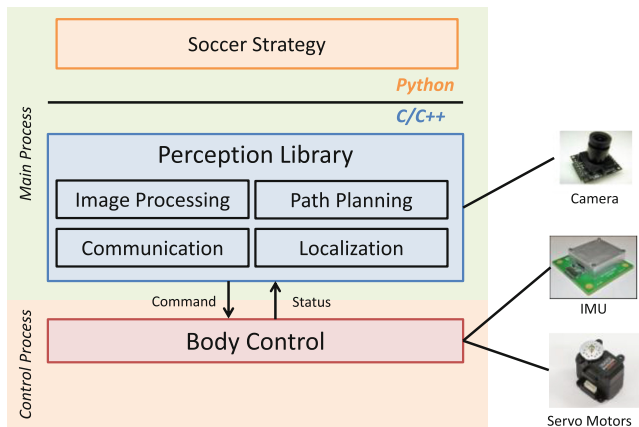 Soccer Strategy
Python
C/C++
Main Process
Perception Library
Image Processing
Path Planning
Communication
Localization
Camera
Command
Status
IMU
Control Process
Body Control
Servo Motors